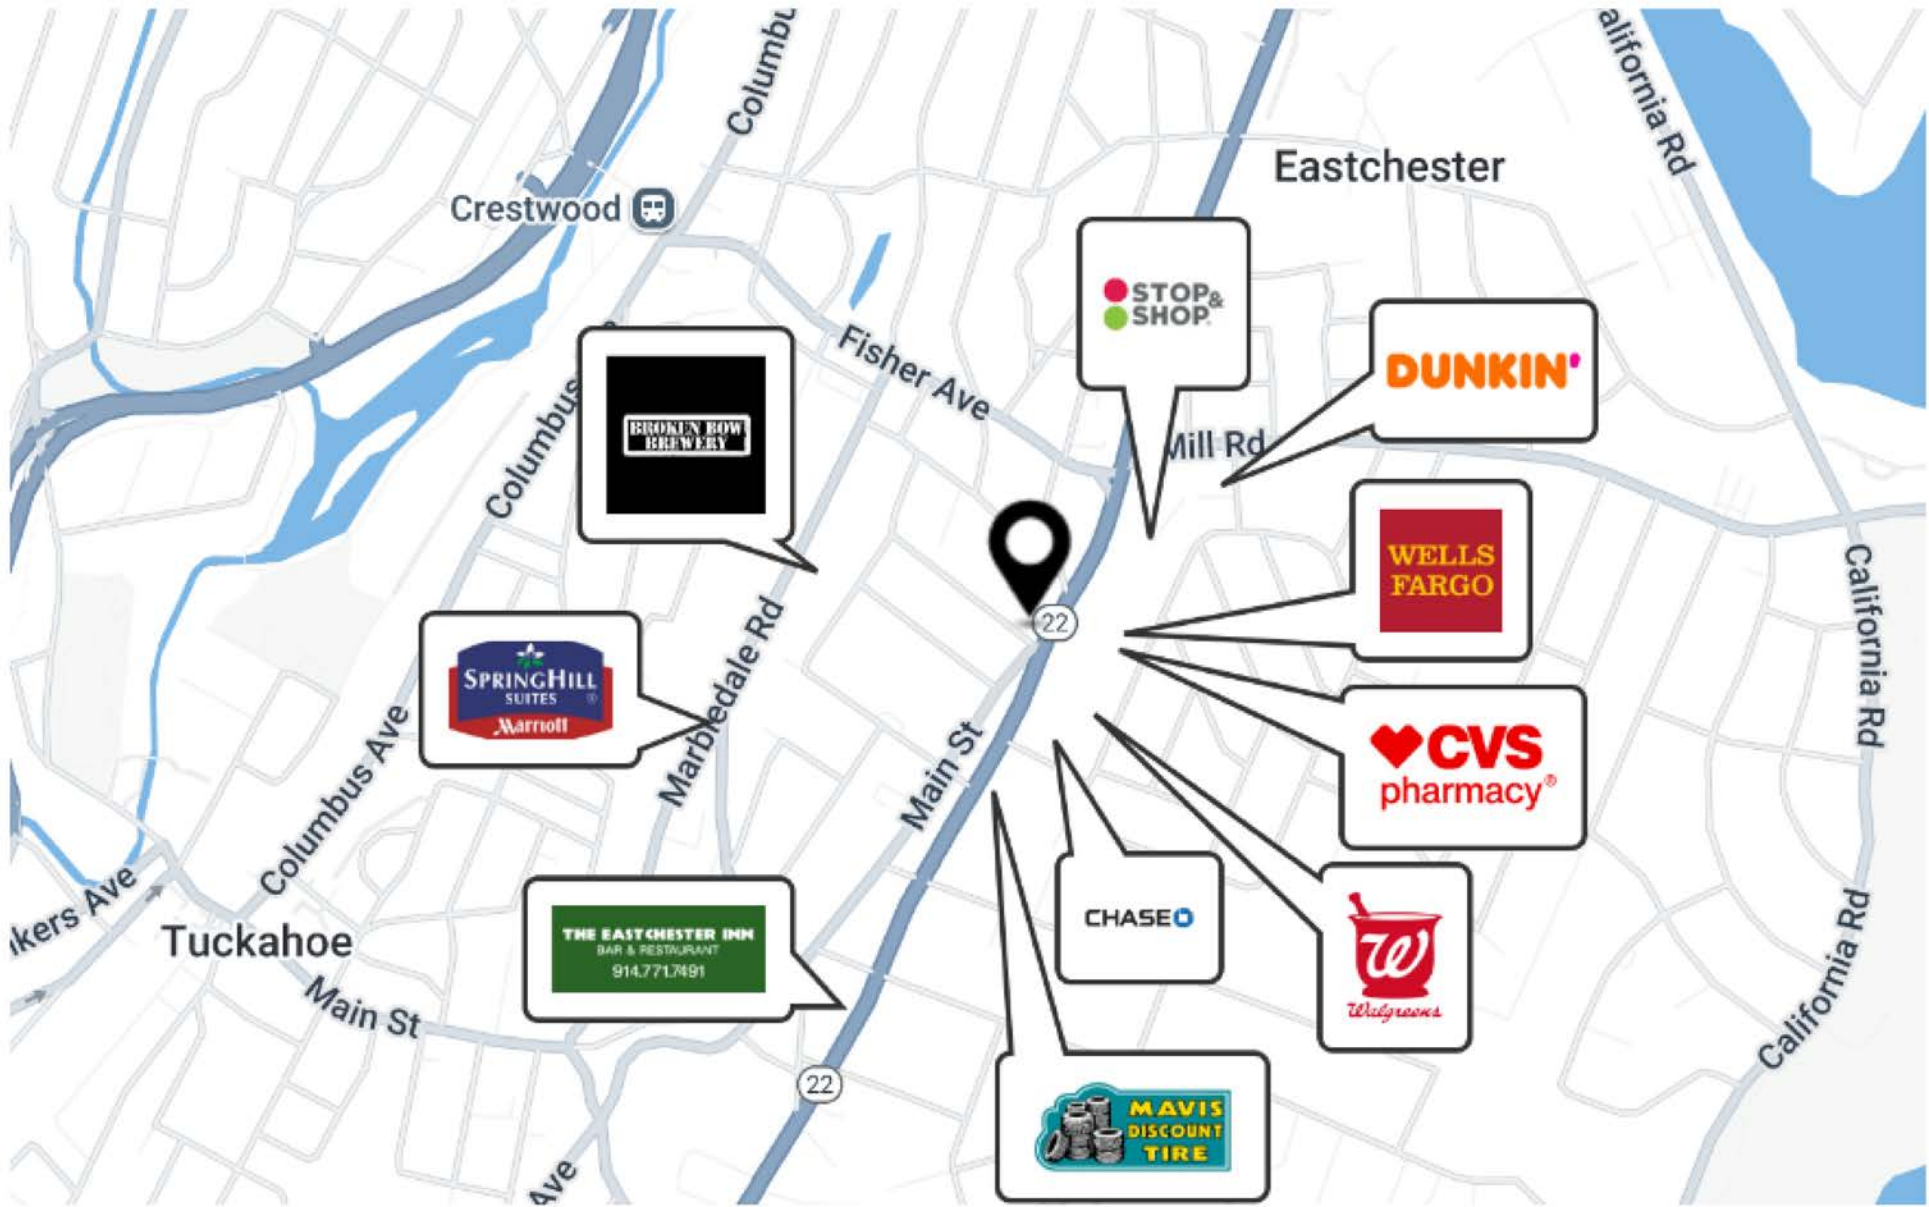 Columbu
alifornia Rd
Eastchester
Crestwood
STOP&
SHOP.
Fisher Ave
DUNKIN'
Columbus
BROKEN BOW
BREWERY
Mill Rd
WELLS
FARGO
California Rd
22
SPRINGHILL
SUITES ®
Marriott
Marbledale Rd
Main St
CVS
pharmacy®
Columbus Ave
kers Ave
Tuckahoe
THE EASTCHESTER INN
BAR & RESTAURANT
914.771.7491
CHASE
W
Walgreens
California Rd
Main St
22
MAVIS
DISCOUNT
TIRE
Ave